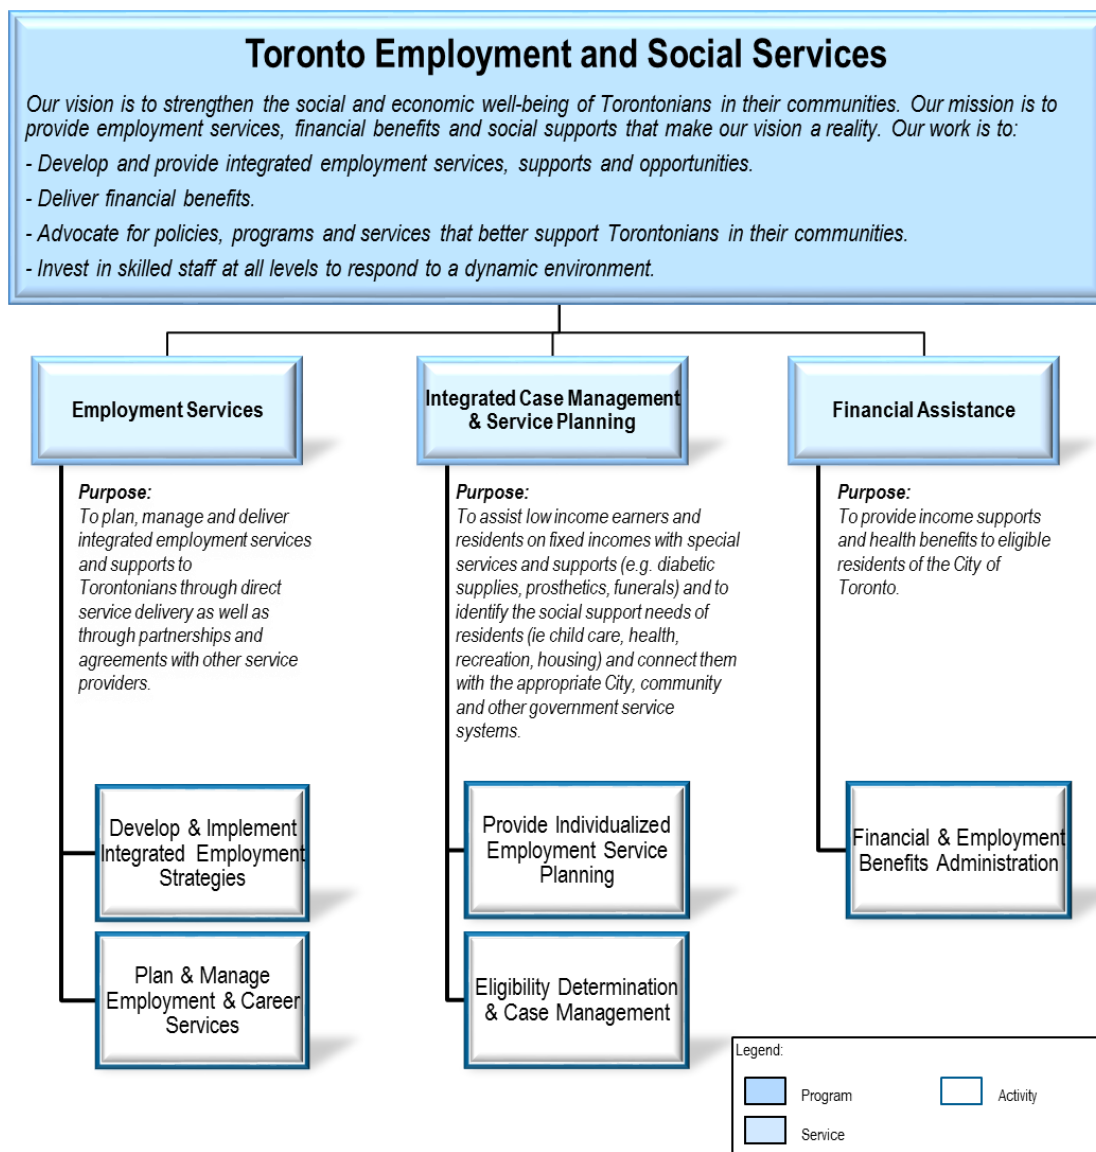 Toronto Employment and Social Services
Our vision is to strengthen the social and economic well-being of Torontonians in their communities. Our mission is to
provide employment services, financial benefits and social supports that make our vision a reality. Our work is to:
- Develop and provide integrated employment services, supports and opportunities.
- Deliver financial benefits.
- Advocate for policies, programs and services that better support Torontonians in their communities.
- Invest in skilled staff at all levels to respond to a dynamic environment.
Employment Services
Purpose:
To plan, manage and deliver
integrated employment services
and supports to
Torontonians through direct
service delivery as well as
through partnerships and
agreements with other service
providers.
Develop & Implement
Integrated Employment
Strategies
Plan & Manage
Employment & Career
Services
Integrated Case Management
& Service Planning
Purpose:
To assist low income earners and
residents on fixed incomes with special
services and supports (e.g. diabetic
supplies, prosthetics, funerals) and to
identify the social support needs of
residents (ie child care, health,
recreation, housing) and connect them
with the appropriate City, community
and other government service
systems.
Provide Individualized
Employment Service
Planning
Eligibility Determination
& Case Management
Financial Assistance
Purpose:
To provide income supports
and health benefits to eligible
residents of the City of
Toronto.
Financial & Employment
Benefits Administration
Legend:
Program
Activity
Service